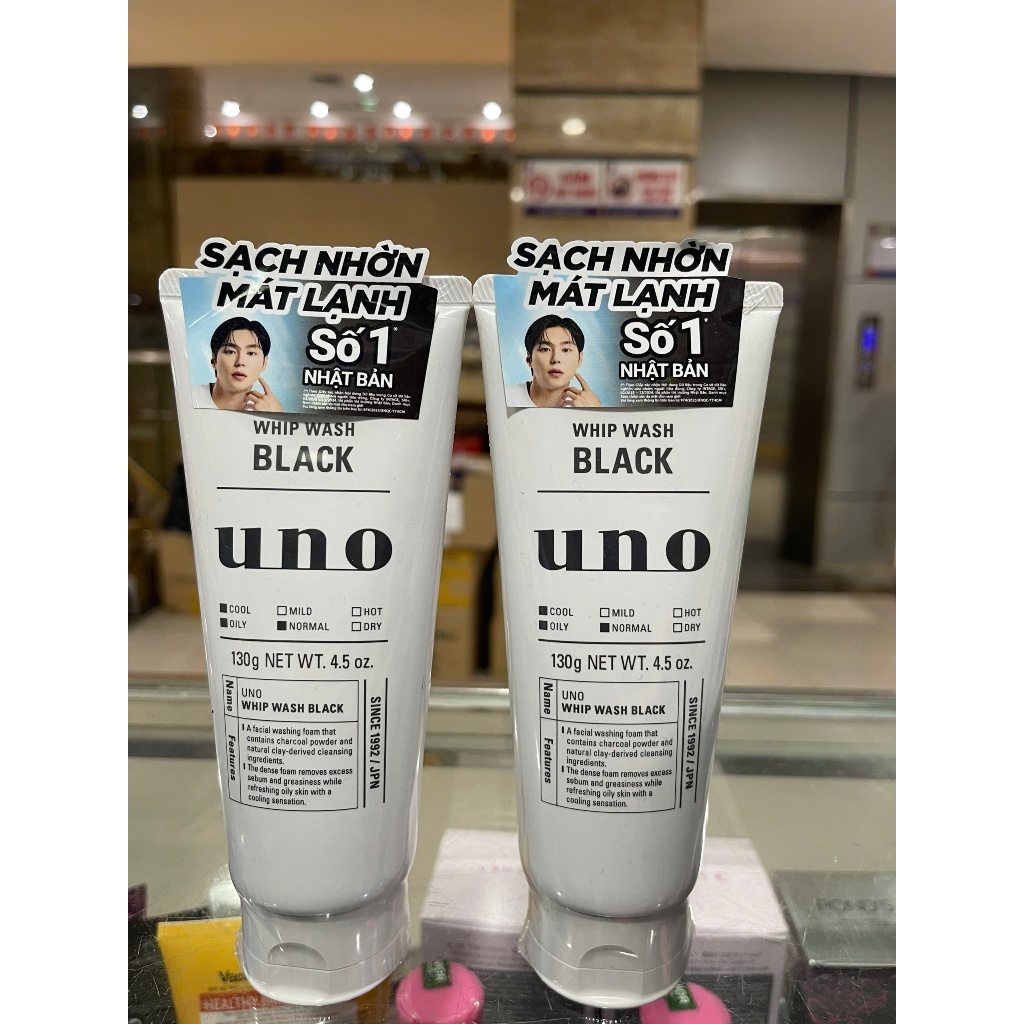 SẠCH NHỜN
MÁT LẠNH
Số 1*
NHẬT BẢN
WHIP WASH
BLACK
uno
COOL MILD HOT
OILY NORMAL DRY
130g NET WT. 4.5 oz.
Name
UNO
WHIP WASH BLACK
Features
A facial washing foam that
contains charcoal powder and
natural clay-derived cleansing
ingredients.
The dense foam removes excess
sebum and greasiness while
refreshing oily skin with a
cooling sensation.
SINCE 1992 / JPN
SẠCH NHỜN
MÁT LẠNH
Số 1*
NHẬT BẢN
WHIP WASH
BLACK
uno
COOL MILD HOT
OILY NORMAL DRY
130g NET WT. 4.5 oz.
Name
UNO
WHIP WASH BLACK
Features
A facial washing foam that
contains charcoal powder and
natural clay-derived cleansing
ingredients.
The dense foam removes excess
sebum and greasiness while
refreshing oily skin with a
cooling sensation.
SINCE 1992 / JPN
POND'S